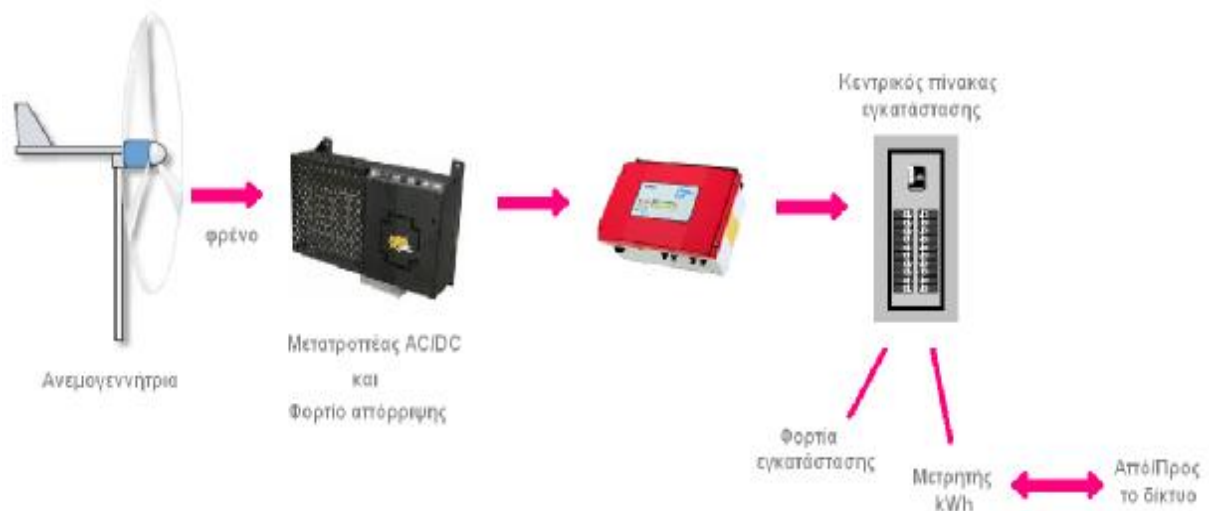 Κεντρικός πίνακας
εγκατάστασης
φρένο
Ανεμογεννήτρια
Μετατροπέας AC/DC
και
Φορτίο απόρριψης
Φορτία
εγκατάστασης
Μετρητής
kWh
Από/Προς
το δίκτυο